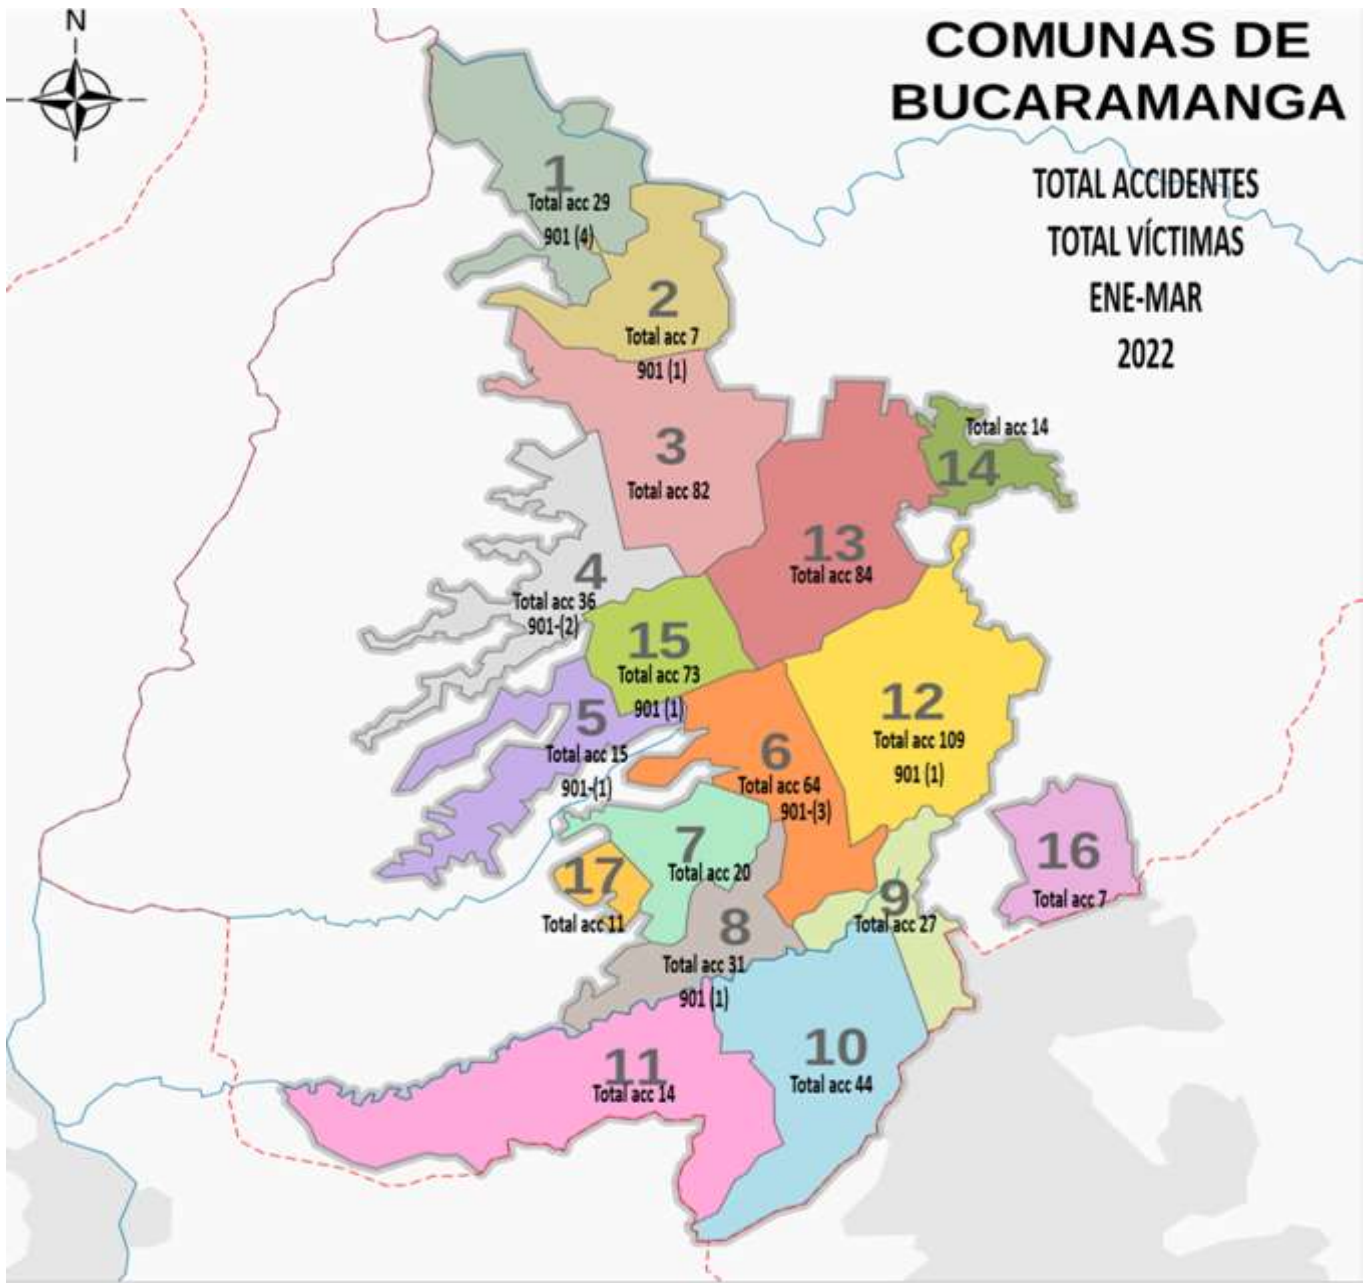 N
COMUNAS DE
BUCARAMANGA
TOTAL ACCIDENTES
TOTAL VÍCTIMAS
ENE-MAR
2022
1
Total acc 29
901 (4)
2
Total acc 7
901 (1)
3
Total acc 82
Total acc 14
14
13
Total acc 84
4
Total acc 36
901-(2)
15
Total acc 73
901 (1)
5
Total acc 15
901-(1)
12
Total acc 109
901 (1)
6
Total acc 64
901-(3)
7
Total acc 20
16
Total acc 7
17
Total acc 11
9
Total acc 27
8
Total acc 31
901 (1)
10
Total acc 44
11
Total acc 14